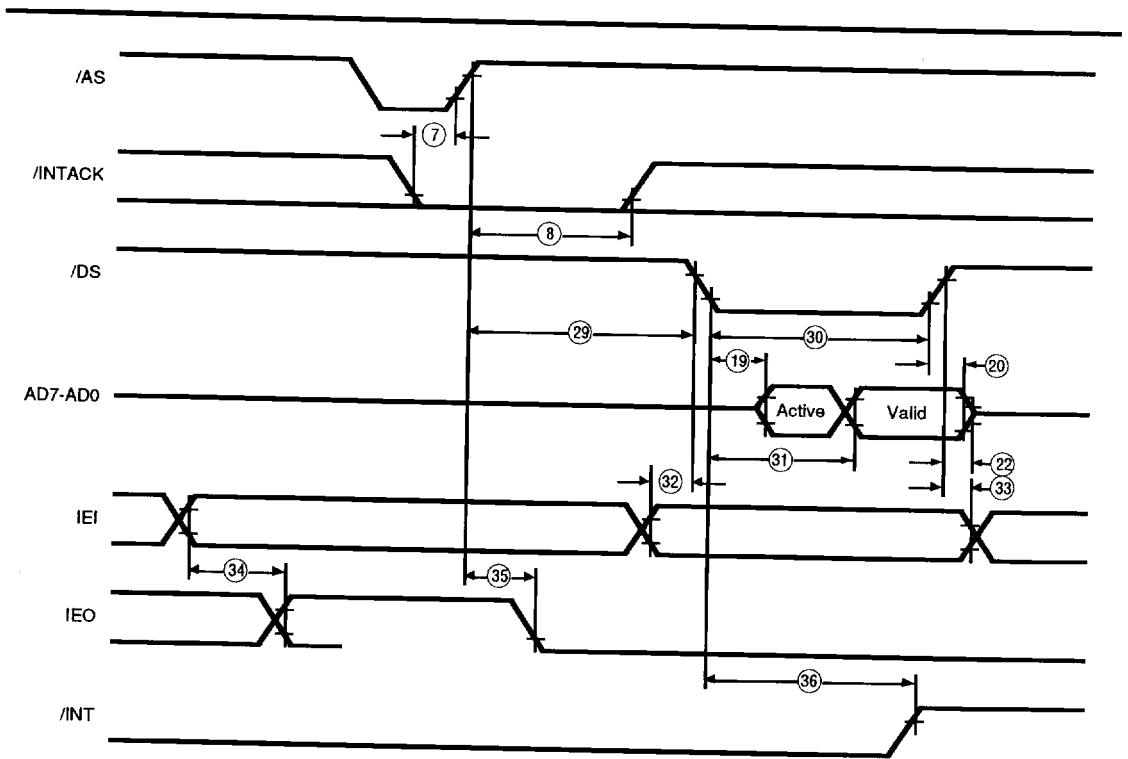 /AS
7
/INTACK
8
/DS
29
30
19
20
AD7-AD0
Active
Valid
31
22
32
33
IEI
34
35
IEO
36
/INT